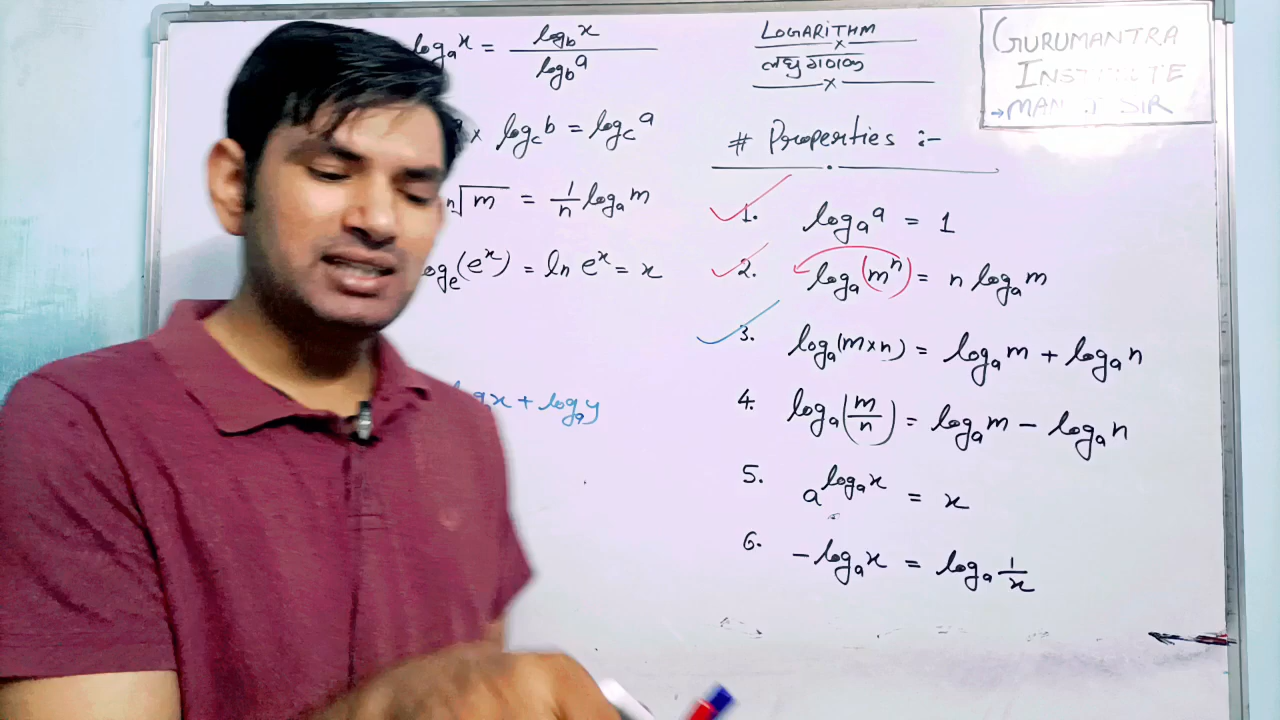 logₐx = log_b x / log_b a
× log_c b = log_c a
ⁿ√m = 1/n logₐm
log_e(eˣ) = ln eˣ = x
x + logₐy
LOGARITHM
लघु गणक
GURUMANTRA
INSTITUTE
→ SIR
# Properties :-
1. logₐa = 1
2. logₐ(mⁿ) = n logₐm
3. logₐ(m×n) = logₐm + logₐn
4. logₐ(m/n) = logₐm − logₐn
5. a^(logₐx) = x
6. −logₐx = logₐ 1/x